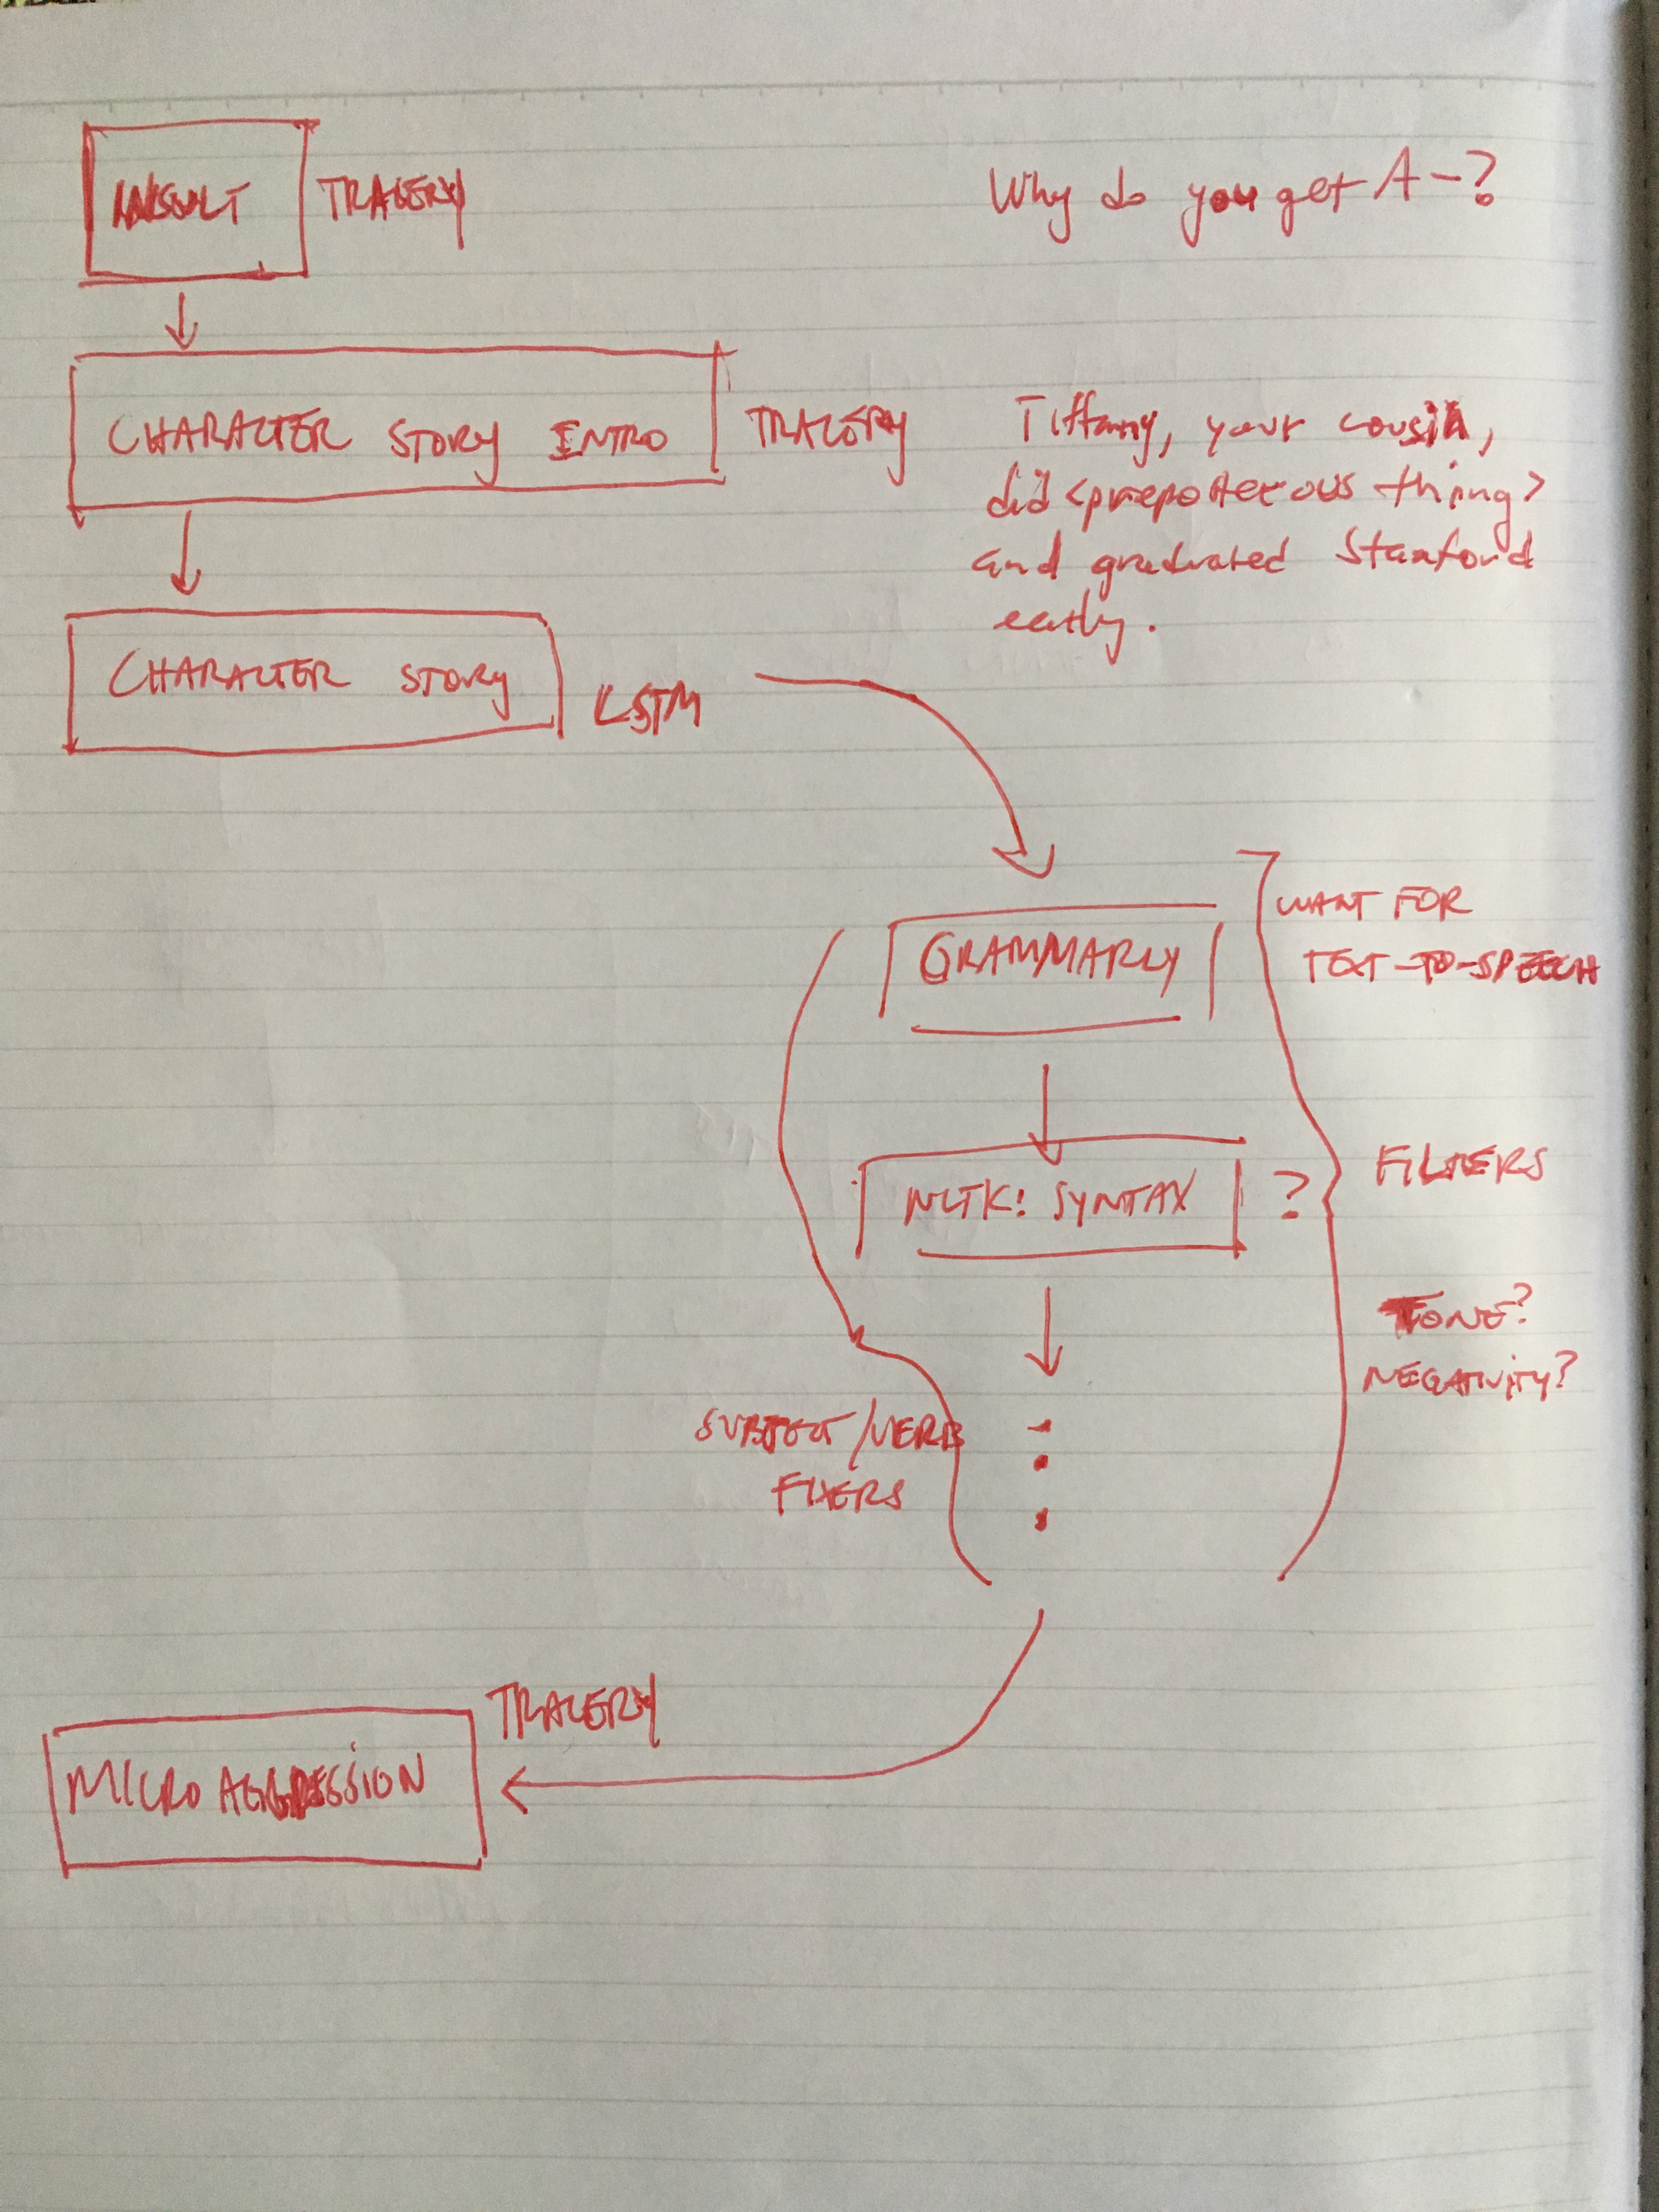 INSULT TRACERY
Why do you get A-?
CHARACTER STORY INTRO TRACERY
Tiffany, your cousin,
did <preposterous thing>
and graduated Stanford
early.
CHARACTER STORY LSTM
GRAMMARLY
WANT FOR
TEXT-TO-SPEECH
NLTK! SYNTAX ?
FILTERS
TONE?
NEGATIVITY?
SUBJECT/VERB
FIXERS
TRACERY
MICRO AGGRESSION